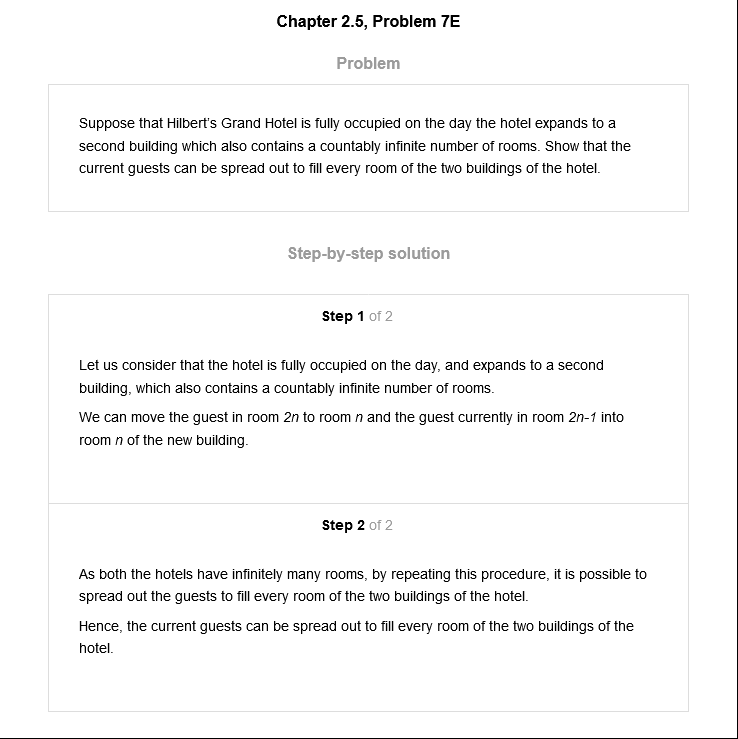 Chapter 2.5, Problem 7E
Problem
Suppose that Hilbert's Grand Hotel is fully occupied on the day the hotel expands to a
second building which also contains a countably infinite number of rooms. Show that the
current guests can be spread out to fill every room of the two buildings of the hotel.
Step-by-step solution
Step 1 of 2
Let us consider that the hotel is fully occupied on the day, and expands to a second
building, which also contains a countably infinite number of rooms.
We can move the guest in room 2n to room n and the guest currently in room 2n-1 into
room n of the new building.
Step 2 of 2
As both the hotels have infinitely many rooms, by repeating this procedure, it is possible to
spread out the guests to fill every room of the two buildings of the hotel.
Hence, the current guests can be spread out to fill every room of the two buildings of the
hotel.